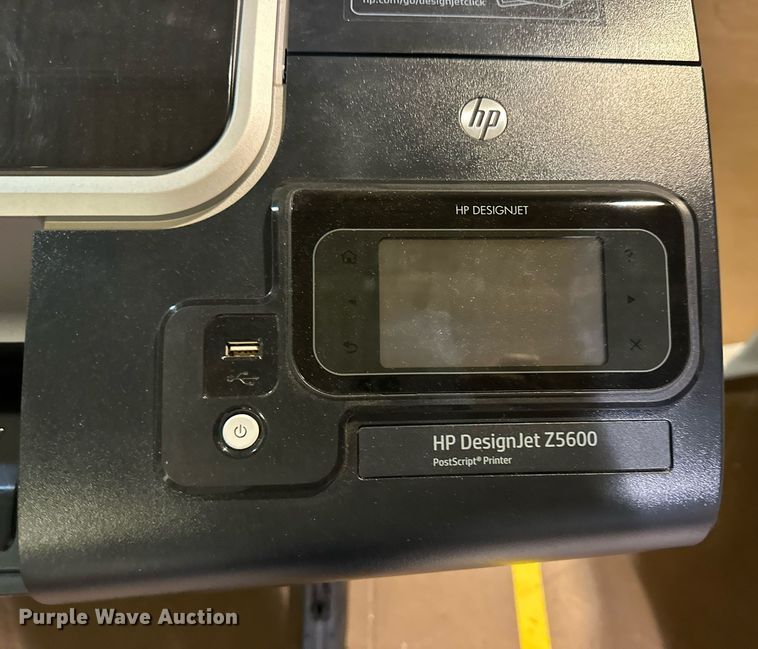 hp.com/go/designjetclick
hp
HP DESIGNJET
HP DesignJet Z5600
PostScript® Printer
Purple Wave Auction